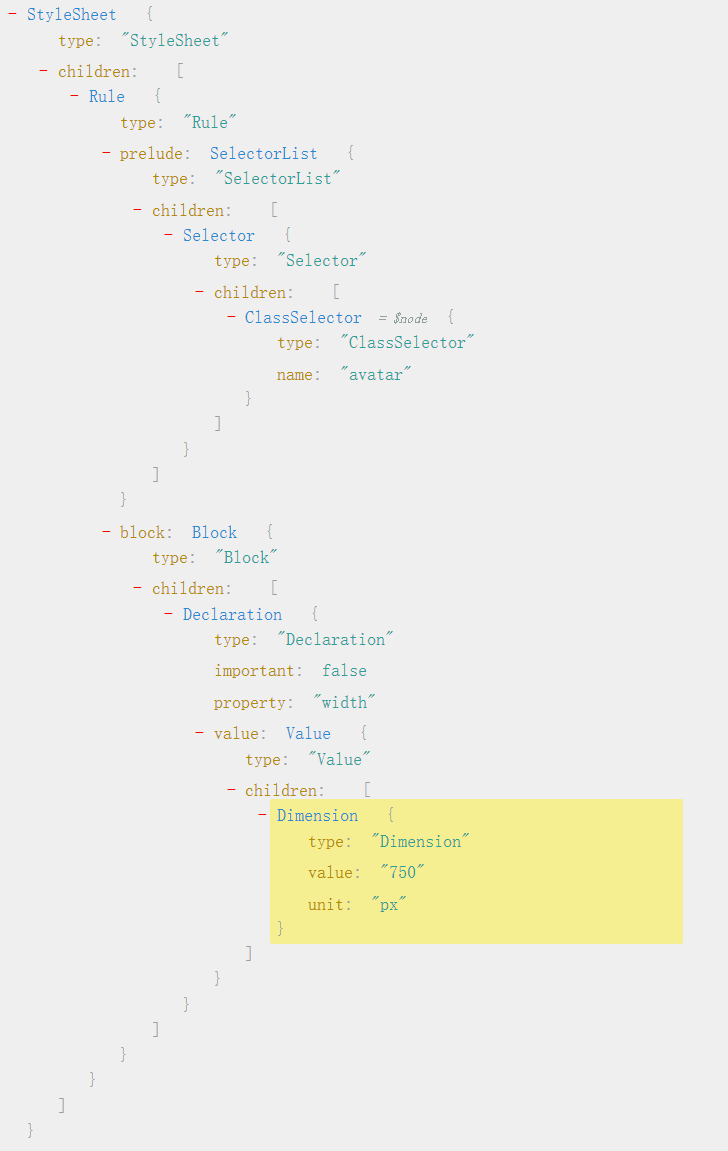 - StyleSheet {
type: "StyleSheet"
- children: [
- Rule {
type: "Rule"
- prelude: SelectorList {
type: "SelectorList"
- children: [
- Selector {
type: "Selector"
- children: [
- ClassSelector = $node {
type: "ClassSelector"
name: "avatar"
}
]
}
]
}
- block: Block {
type: "Block"
- children: [
- Declaration {
type: "Declaration"
important: false
property: "width"
- value: Value {
type: "Value"
- children: [
- Dimension {
type: "Dimension"
value: "750"
unit: "px"
}
]
}
}
]
}
}
]
}